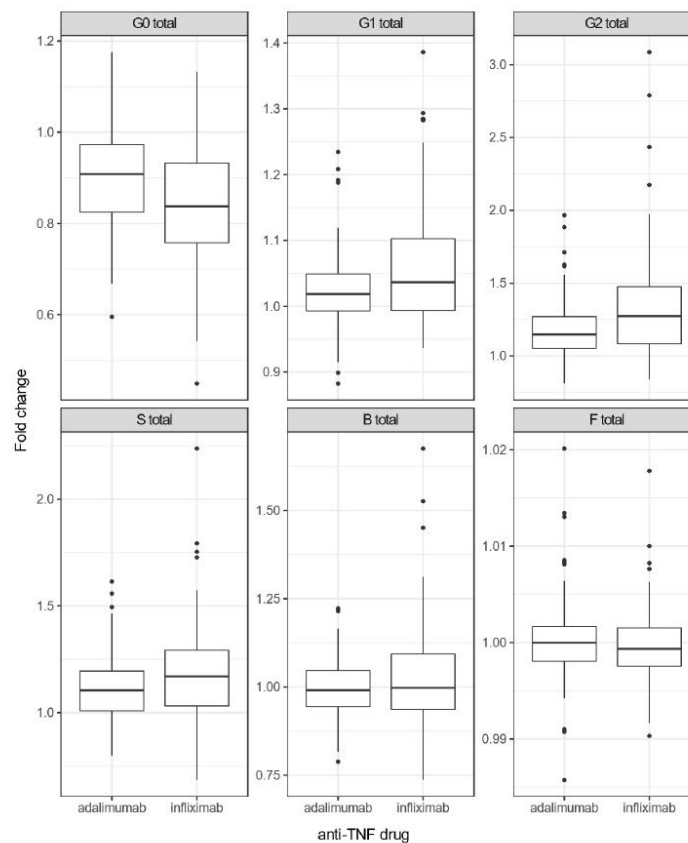 G0 total
G1 total
G2 total
1.2
1.0
0.8
0.6
1.4
1.3
1.2
1.1
1.0
0.9
3.0
2.5
2.0
1.5
1.0
Fold change
S total
B total
F total
2.0
1.5
1.0
1.50
1.25
1.00
0.75
1.02
1.01
1.00
0.99
adalimumab infliximab
adalimumab infliximab
adalimumab infliximab
anti-TNF drug